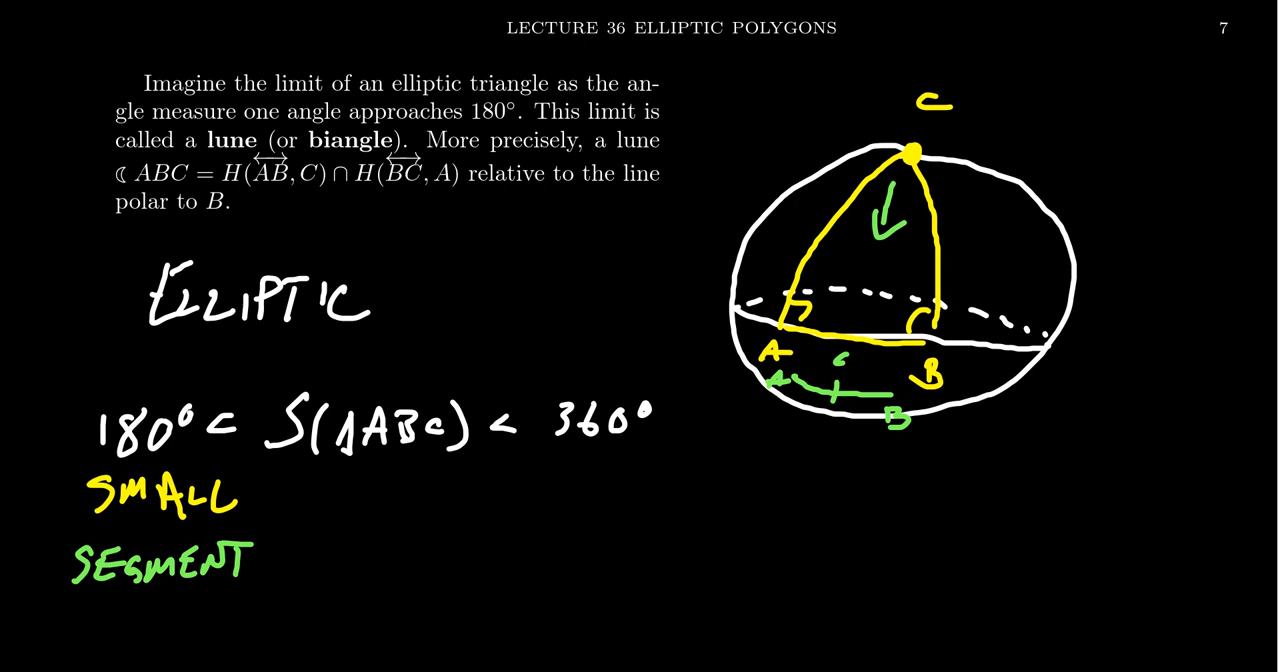 LECTURE 36 ELLIPTIC POLYGONS 7
Imagine the limit of an elliptic triangle as the an-
gle measure one angle approaches 180°. This limit is
called a lune (or biangle). More precisely, a lune
☾ ABC = H(AB, C) ∩ H(BC, A) relative to the line
polar to B.
ELLIPTIC
180° < S(△ABC) < 360°
SMALL
SEGMENT
C
A
B
A
C
B